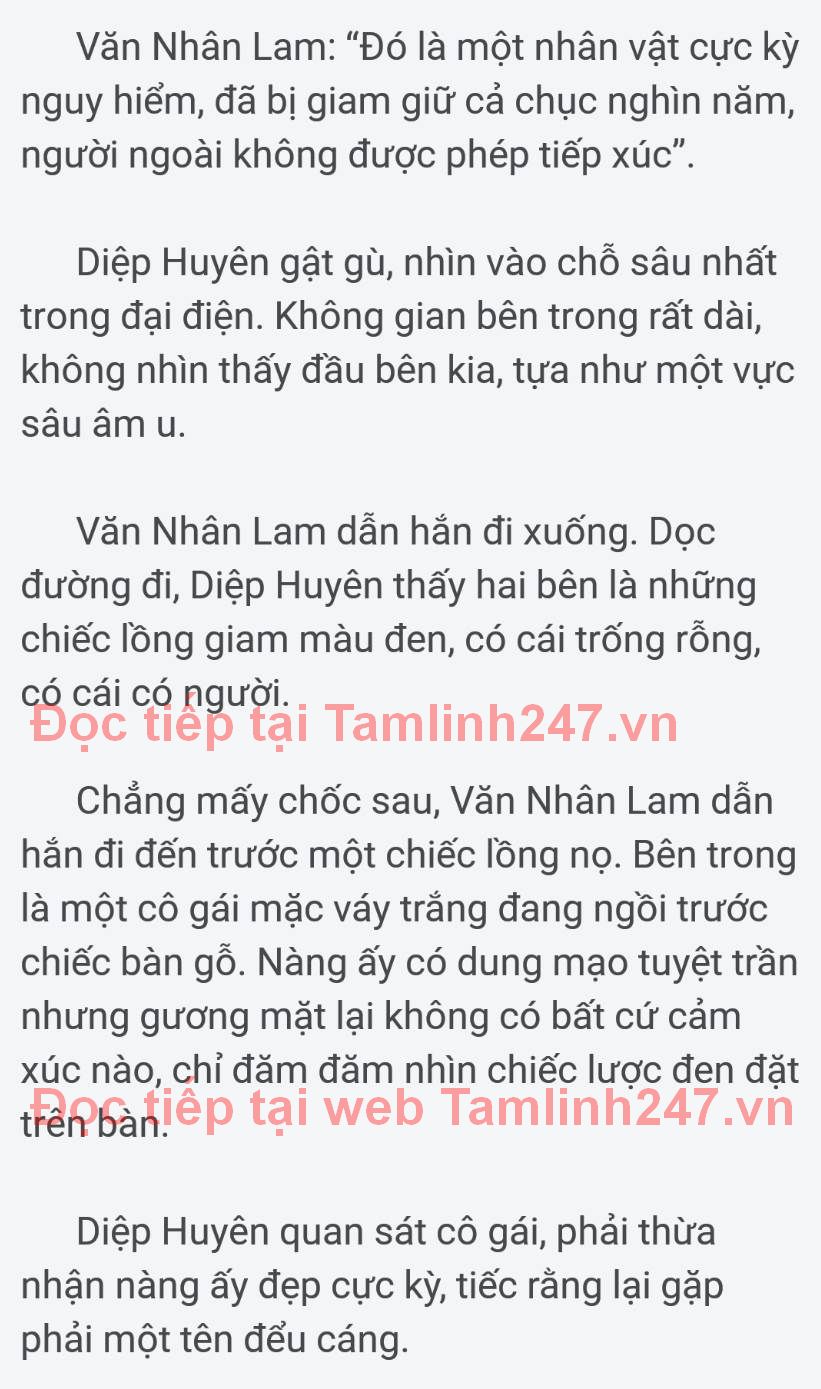 Văn Nhân Lam: “Đó là một nhân vật cực kỳ
nguy hiểm, đã bị giam giữ cả chục nghìn năm,
người ngoài không được phép tiếp xúc”.
Diệp Huyên gật gù, nhìn vào chỗ sâu nhất
trong đại điện. Không gian bên trong rất dài,
không nhìn thấy đầu bên kia, tựa như một vực
sâu âm u.
Văn Nhân Lam dẫn hắn đi xuống. Dọc
đường đi, Diệp Huyên thấy hai bên là những
chiếc lồng giam màu đen, có cái trống rỗng,
có cái có người.
Đọc tiếp tại Tamlinh247.vn
Chẳng mấy chốc sau, Văn Nhân Lam dẫn
hắn đi đến trước một chiếc lồng nọ. Bên trong
là một cô gái mặc váy trắng đang ngồi trước
chiếc bàn gỗ. Nàng ấy có dung mạo tuyệt trần
nhưng gương mặt lại không có bất cứ cảm
xúc nào, chỉ đăm đăm nhìn chiếc lược đen đặt
Đọc tiếp tại web Tamlinh247.vn
trên bàn.
Diệp Huyên quan sát cô gái, phải thừa
nhận nàng ấy đẹp cực kỳ, tiếc rằng lại gặp
phải một tên đểu cáng.